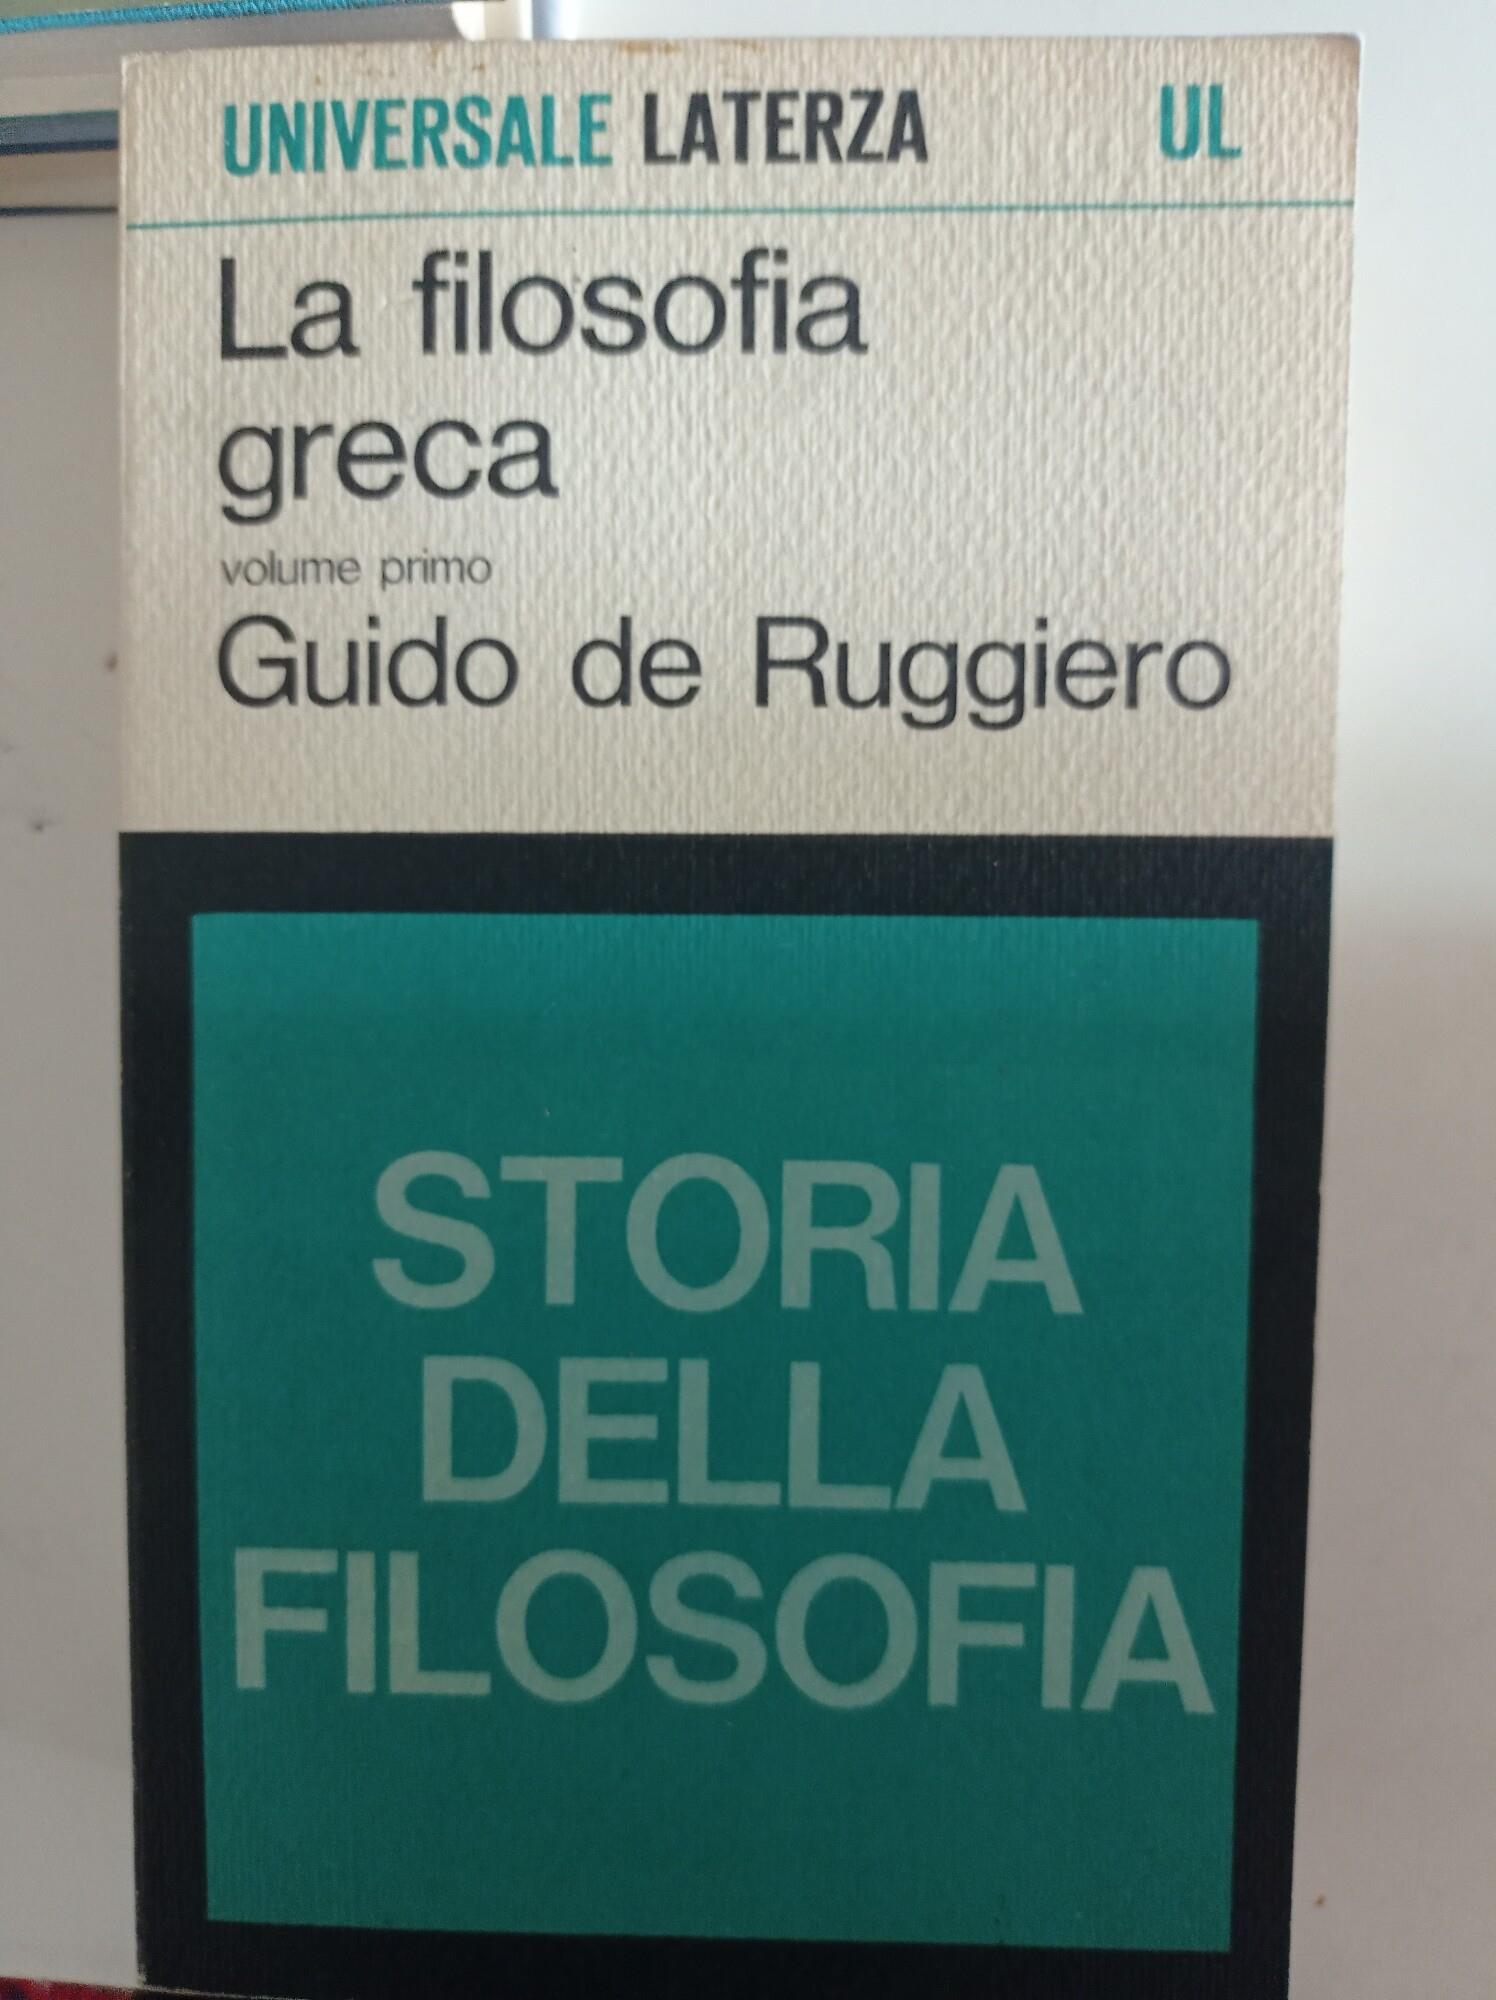 UNIVERSALE LATERZA UL
La filosofia
greca
volume primo
Guido de Ruggiero
STORIA
DELLA
FILOSOFIA